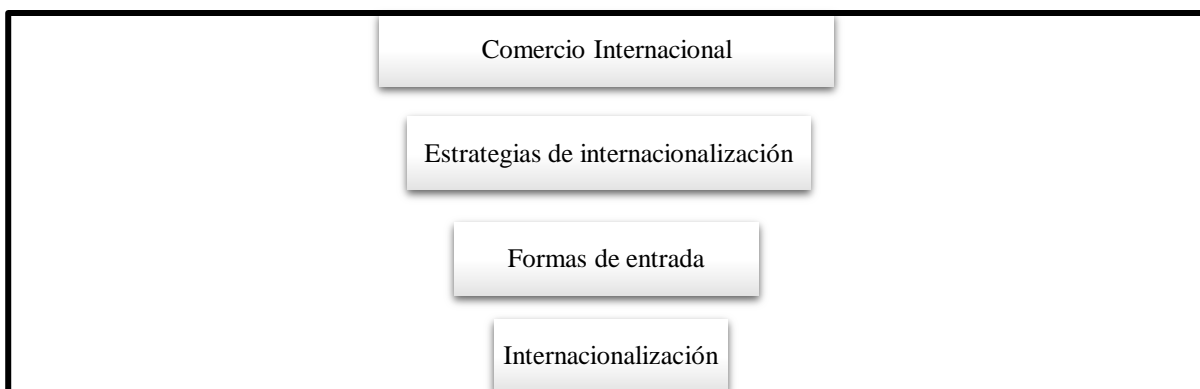 Comercio Internacional
Estrategias de internacionalización
Formas de entrada
Internacionalización